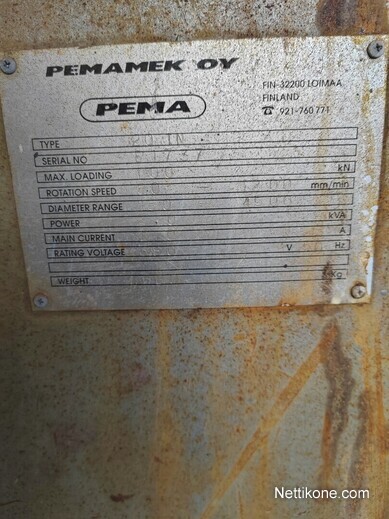 PEMAMEK OY
PEMA
FIN-32200 LOIMAA
FINLAND
☎ 921-760 771
TYPE
SERIAL NO
MAX. LOADING kN
ROTATION SPEED mm/min
DIAMETER RANGE
POWER kVA
MAIN CURRENT A
RATING VOLTAGE V Hz
WEIGHT Kg
Nettikone.com